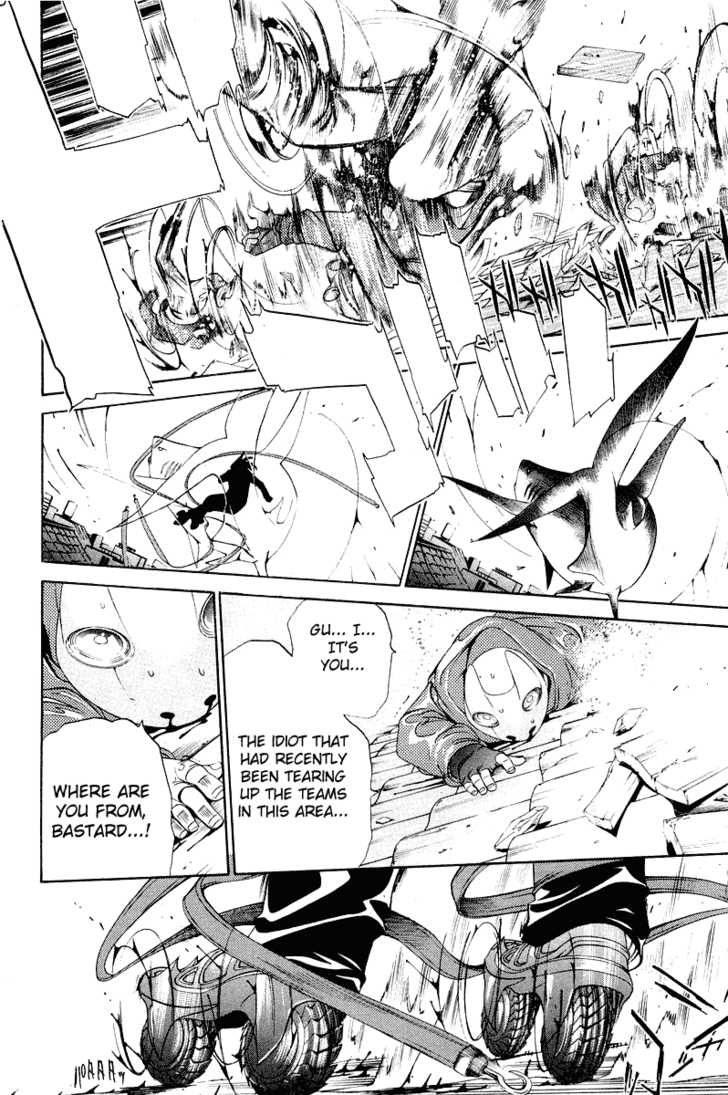 GU... I...
IT'S
YOU...
THE IDIOT THAT
HAD RECENTLY
BEEN TEARING
UP THE TEAMS
IN THIS AREA...
WHERE ARE
YOU FROM,
BASTARD...!